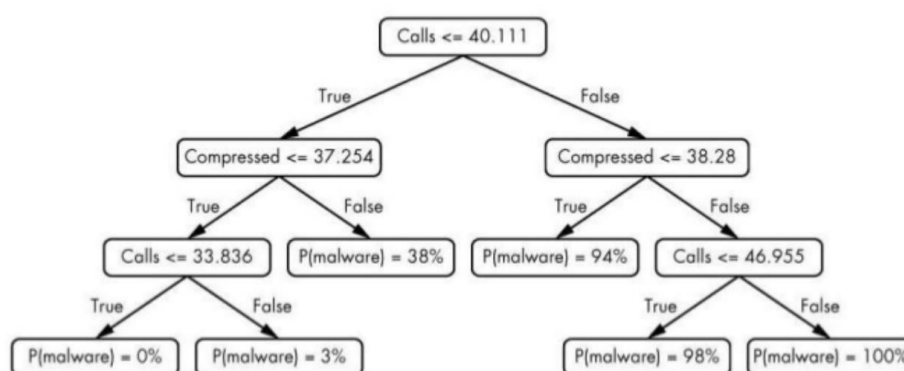 Calls <= 40.111
True
False
Compressed <= 37.254
Compressed <= 38.28
True
False
True
False
Calls <= 33.836
P(malware) = 38%
P(malware) = 94%
Calls <= 46.955
True
False
True
False
P(malware) = 0%
P(malware) = 3%
P(malware) = 98%
P(malware) = 100%